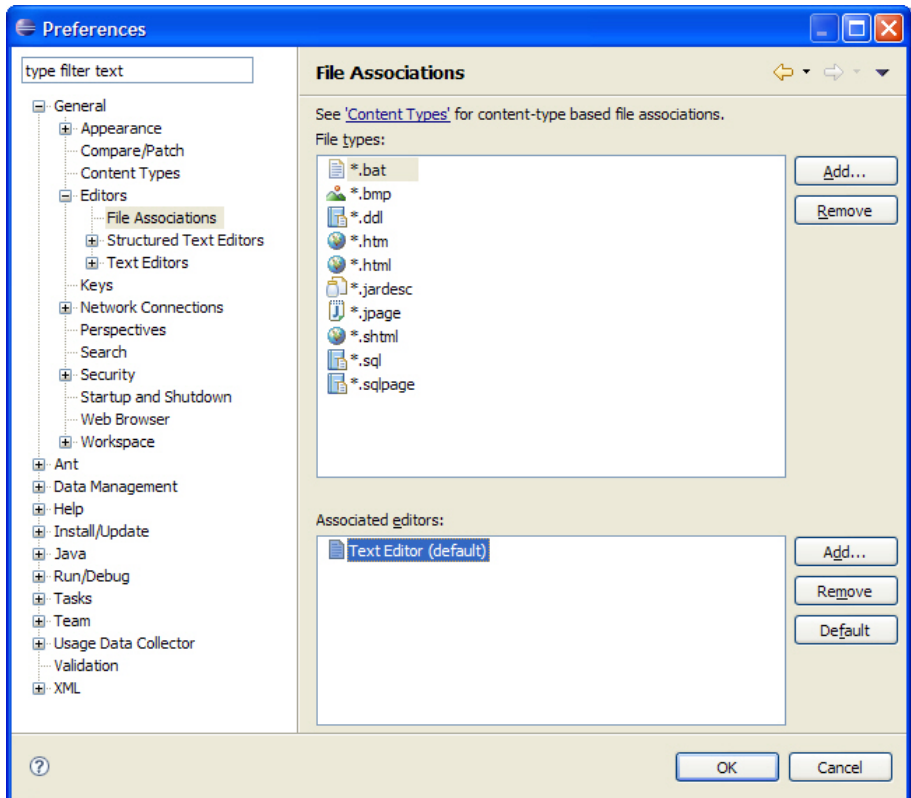 Preferences
type filter text
General
Appearance
Compare/Patch
Content Types
Editors
File Associations
Structured Text Editors
Text Editors
Keys
Network Connections
Perspectives
Search
Security
Startup and Shutdown
Web Browser
Workspace
Ant
Data Management
Help
Install/Update
Java
Run/Debug
Tasks
Team
Usage Data Collector
Validation
XML
File Associations
See 'Content Types' for content-type based file associations.
File types:
*.bat
*.bmp
*.ddl
*.htm
*.html
*.jardesc
*.jpage
*.shtml
*.sql
*.sqlpage
Add...
Remove
Associated editors:
Text Editor (default)
Add...
Remove
Default
OK
Cancel